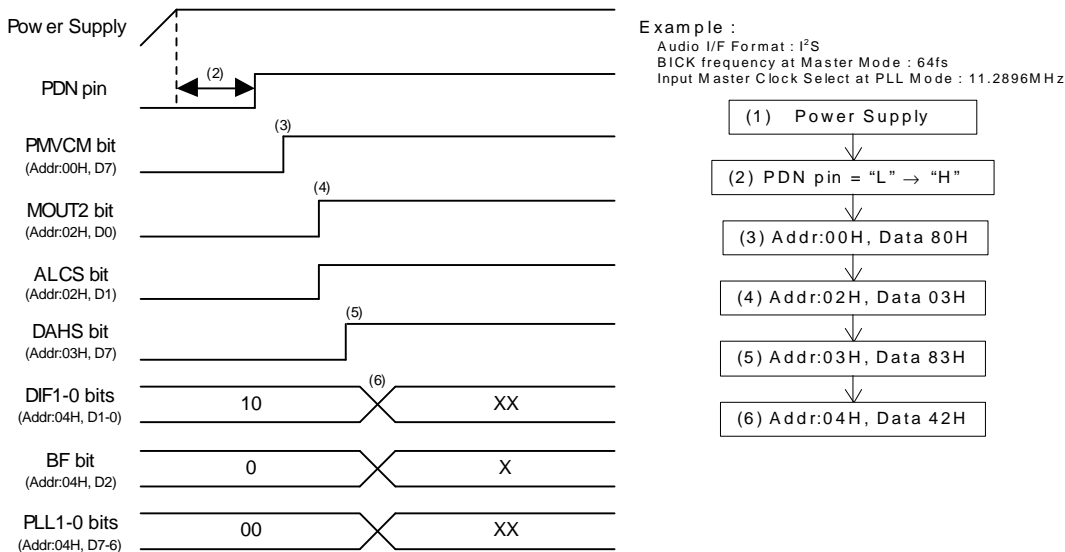 Power Supply
PDN pin
(2)
PMVCM bit
(Addr:00H, D7)
(3)
MOUT2 bit
(Addr:02H, D0)
(4)
ALCS bit
(Addr:02H, D1)
DAHS bit
(Addr:03H, D7)
(5)
DIF1-0 bits
(Addr:04H, D1-0)
10
(6)
XX
BF bit
(Addr:04H, D2)
0
X
PLL1-0 bits
(Addr:04H, D7-6)
00
XX
Example :
Audio I/F Format : I²S
BICK frequency at Master Mode : 64fs
Input Master Clock Select at PLL Mode : 11.2896MHz
(1) Power Supply
(2) PDN pin = “L” → “H”
(3) Addr:00H, Data 80H
(4) Addr:02H, Data 03H
(5) Addr:03H, Data 83H
(6) Addr:04H, Data 42H